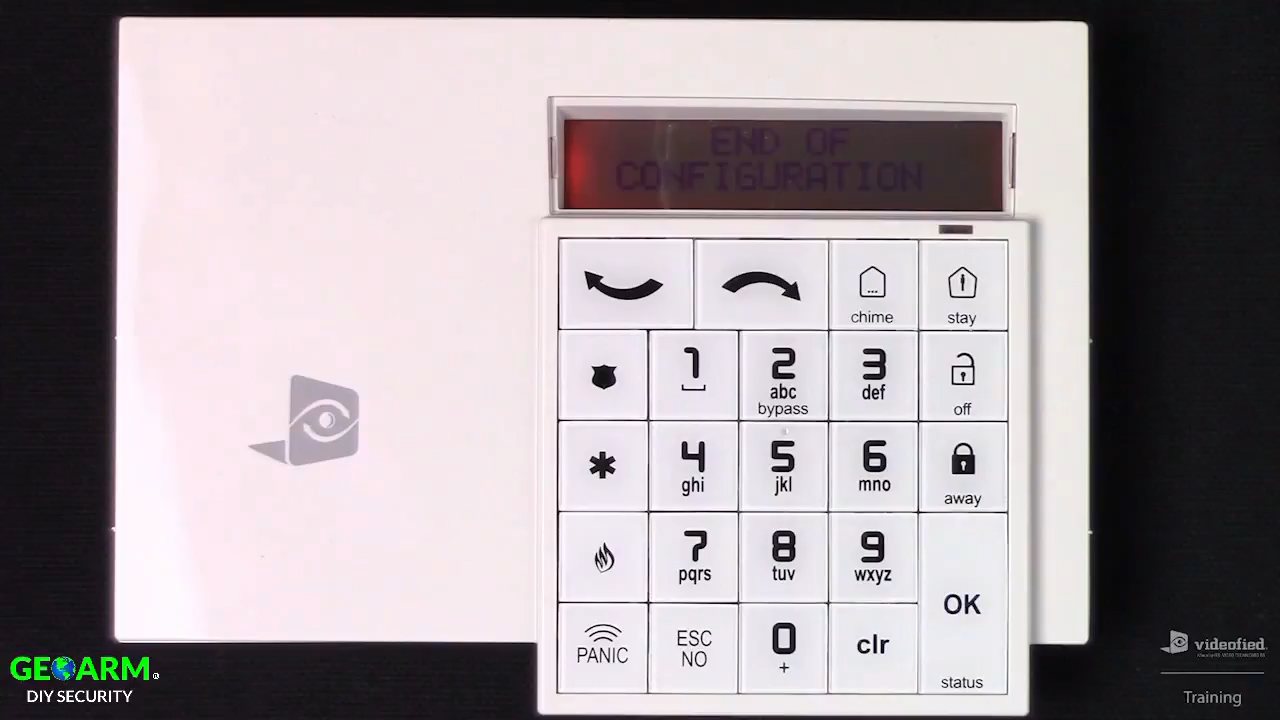 END OF
CONFIGURATION
chime
stay
1
2
abc
bypass
3
def
off
4
ghi
5
jkl
6
mno
away
7
pqrs
8
tuv
9
wxyz
OK
status
PANIC
ESC
NO
0
+
clr
GEOARM
DIY SECURITY
videofied
Training